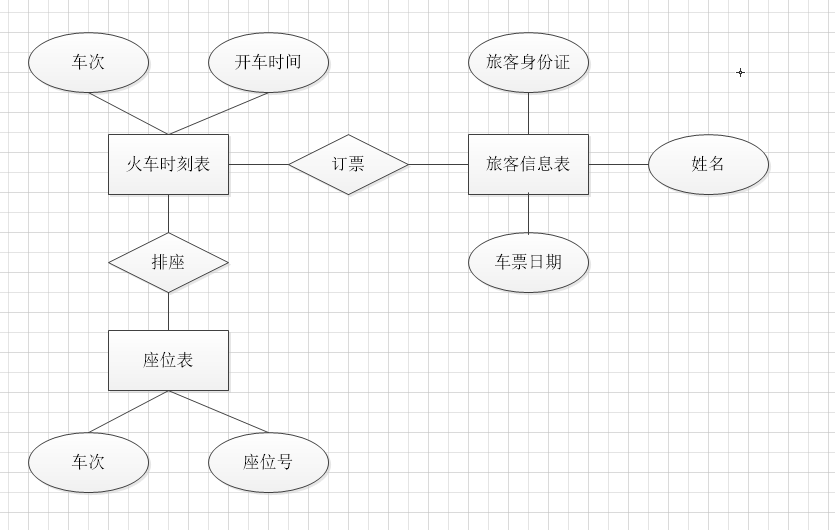 车次
开车时间
旅客身份证
火车时刻表
订票
旅客信息表
姓名
排座
车票日期
座位表
车次
座位号